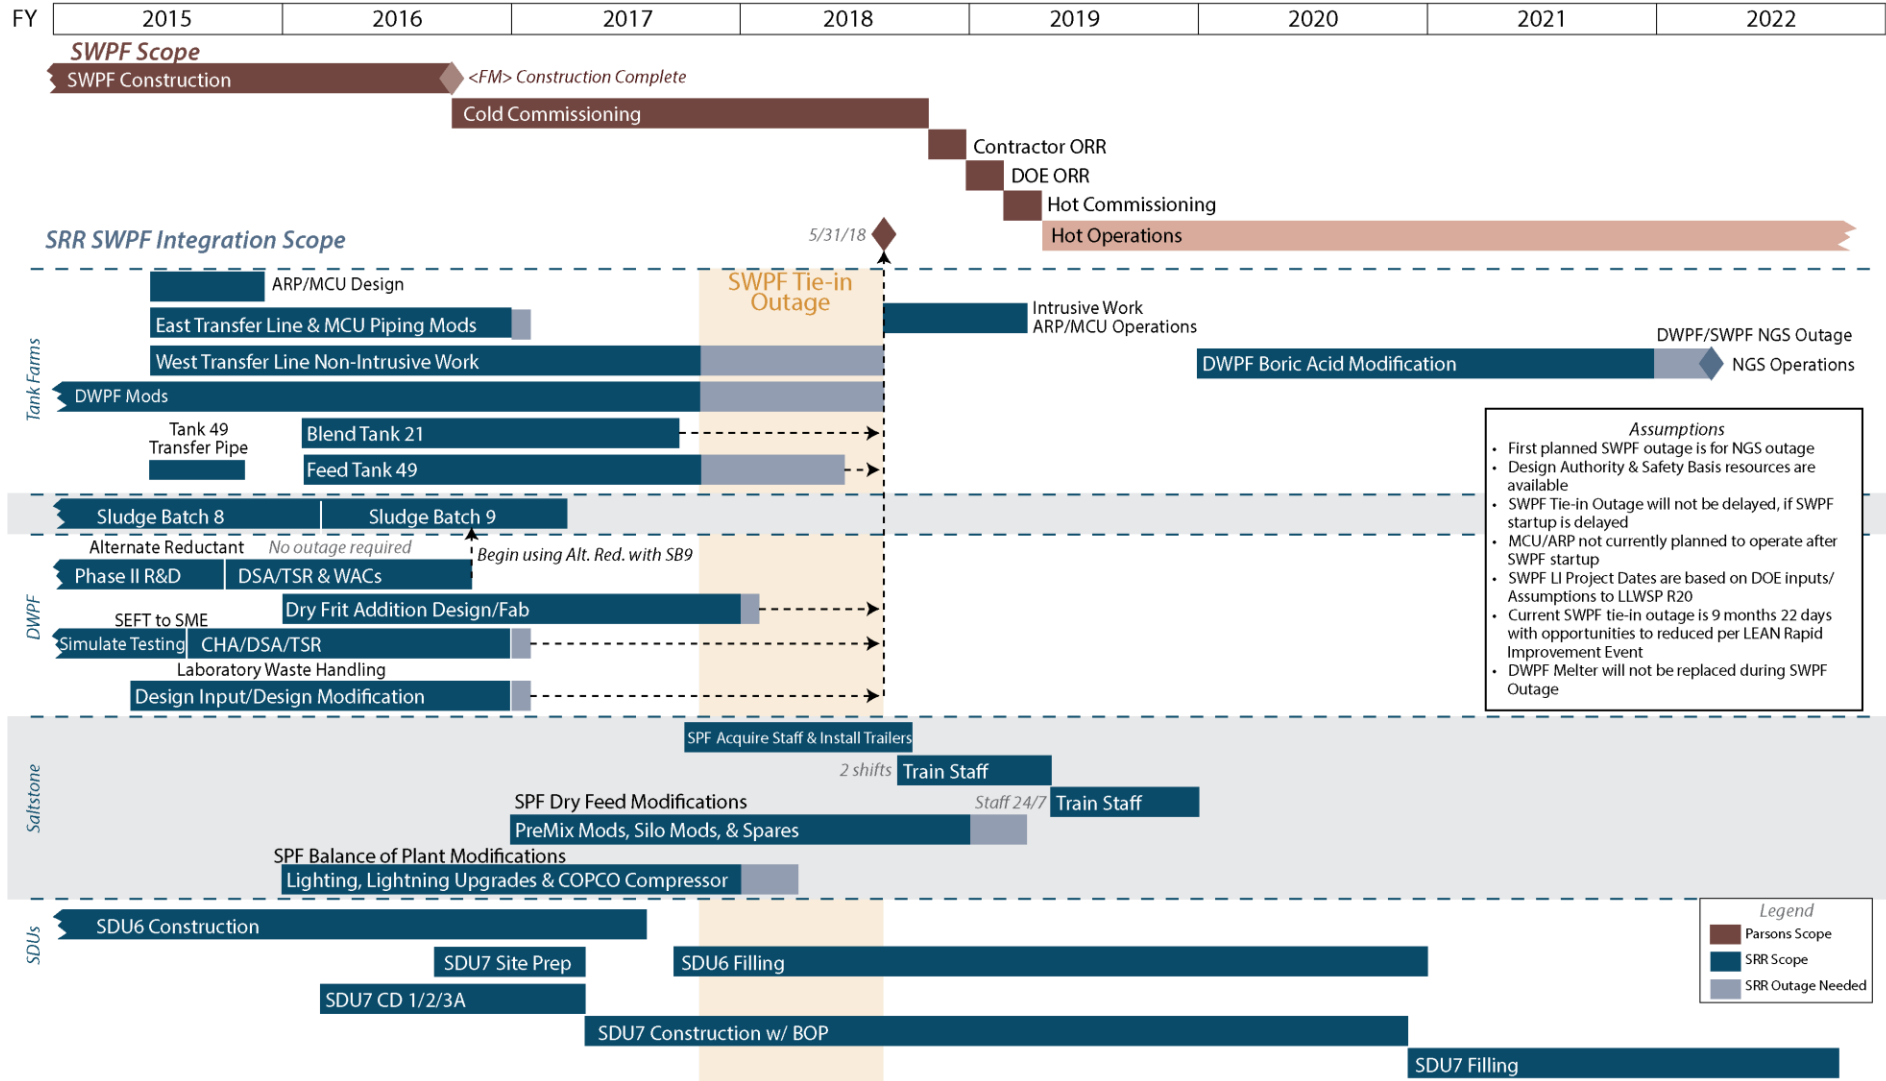 FY 2015 2016 2017 2018 2019 2020 2021 2022
SWPF Scope
SWPF Construction
<FM> Construction Complete
Cold Commissioning
Contractor ORR
DOE ORR
Hot Commissioning
Hot Operations
SRR SWPF Integration Scope
5/31/18
Tank Farms
SWPF Tie-in
Outage
ARP/MCU Design
East Transfer Line & MCU Piping Mods
Intrusive Work
ARP/MCU Operations
West Transfer Line Non-Intrusive Work
DWPF Boric Acid Modification
DWPF/SWPF NGS Outage
NGS Operations
DWPF Mods
Tank 49
Transfer Pipe
Blend Tank 21
Feed Tank 49
Sludge Batch 8
Sludge Batch 9
DWPF
Alternate Reductant
No outage required
Begin using Alt. Red. with SB9
Phase II R&D
DSA/TSR & WACs
Dry Frit Addition Design/Fab
SEFT to SME
Simulate Testing
CHA/DSA/TSR
Laboratory Waste Handling
Design Input/Design Modification
Assumptions
• First planned SWPF outage is for NGS outage
• Design Authority & Safety Basis resources are
available
• SWPF Tie-in Outage will not be delayed, if SWPF
startup is delayed
• MCU/ARP not currently planned to operate after
SWPF startup
• SWPF LI Project Dates are based on DOE inputs/
Assumptions to LLWSP R20
• Current SWPF tie-in outage is 9 months 22 days
with opportunities to reduced per LEAN Rapid
Improvement Event
• DWPF Melter will not be replaced during SWPF
Outage
Saltstone
SPF Acquire Staff & Install Trailers
2 shifts
Train Staff
Staff 24/7
Train Staff
SPF Dry Feed Modifications
PreMix Mods, Silo Mods, & Spares
SPF Balance of Plant Modifications
Lighting, Lightning Upgrades & COPCO Compressor
SDUs
SDU6 Construction
SDU7 Site Prep
SDU6 Filling
SDU7 CD 1/2/3A
SDU7 Construction w/ BOP
SDU7 Filling
Legend
Parsons Scope
SRR Scope
SRR Outage Needed